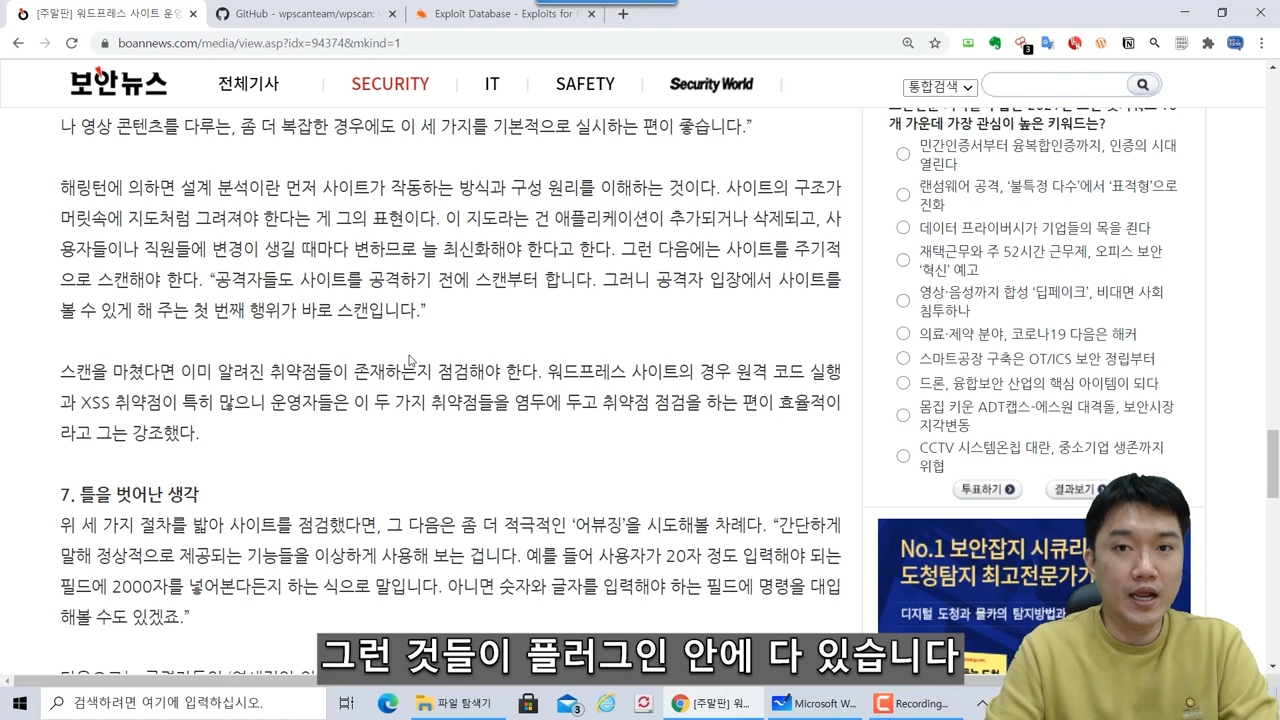 [주말판] 워드프레스 사이트 운영
GitHub - wpscanteam/wpscan:
Exploit Database - Exploits for
boannews.com/media/view.asp?idx=94374&mkind=1
보안뉴스
전체기사
SECURITY
IT
SAFETY
Security World
통합검색
나 영상 콘텐츠를 다루는, 좀 더 복잡한 경우에도 이 세 가지를 기본적으로 실시하는 편이 좋습니다.”
해링턴에 의하면 설계 분석이란 먼저 사이트가 작동하는 방식과 구성 원리를 이해하는 것이다. 사이트의 구조가
머릿속에 지도처럼 그려져야 한다는 게 그의 표현이다. 이 지도라는 건 애플리케이션이 추가되거나 삭제되고, 사
용자들이나 직원들에 변경이 생길 때마다 변하므로 늘 최신화해야 한다고 한다. 그런 다음에는 사이트를 주기적
으로 스캔해야 한다. “공격자들도 사이트를 공격하기 전에 스캔부터 합니다. 그러니 공격자 입장에서 사이트를
볼 수 있게 해 주는 첫 번째 행위가 바로 스캔입니다.”
스캔을 마쳤다면 이미 알려진 취약점들이 존재하는지 점검해야 한다. 워드프레스 사이트의 경우 원격 코드 실행
과 XSS 취약점이 특히 많으니 운영자들은 이 두 가지 취약점들을 염두에 두고 취약점 점검을 하는 편이 효율적이
라고 그는 강조했다.
7. 틀을 벗어난 생각
위 세 가지 절차를 밟아 사이트를 점검했다면, 그 다음은 좀 더 적극적인 ‘어뷰징’을 시도해볼 차례다. “간단하게
말해 정상적으로 제공되는 기능들을 이상하게 사용해 보는 겁니다. 예를 들어 사용자가 20자 정도 입력해야 되는
필드에 2000자를 넣어본다든지 하는 식으로 말입니다. 아니면 숫자와 글자를 입력해야 하는 필드에 명령을 대입
해볼 수도 있겠죠.”
개 가운데 가장 관심이 높은 키워드는?
민간인증서부터 융복합인증까지, 인증의 시대
열린다
랜섬웨어 공격, ‘불특정 다수’에서 ‘표적형’으로
진화
데이터 프라이버시가 기업들의 목을 죈다
재택근무와 주 52시간 근무제, 오피스 보안
‘혁신’ 예고
영상·음성까지 합성 ‘딥페이크’, 비대면 사회
침투하나
의료·제약 분야, 코로나19 다음은 해커
스마트공장 구축은 OT/ICS 보안 정립부터
드론, 융합보안 산업의 핵심 아이템이 되다
몸집 키운 ADT캡스-에스원 대격돌, 보안시장
지각변동
CCTV 시스템온칩 대란, 중소기업 생존까지
위협
투표하기
결과보기
No.1 보안잡지 시큐리
도청탐지 최고전문가가
디지털 도청과 몰카의 탐지방법과
그런 것들이 플러그인 안에 다 있습니다
검색하려면 여기에 입력하십시오.
파일 탐색기
3
[주말판] 워...
Microsoft W...
Recording...